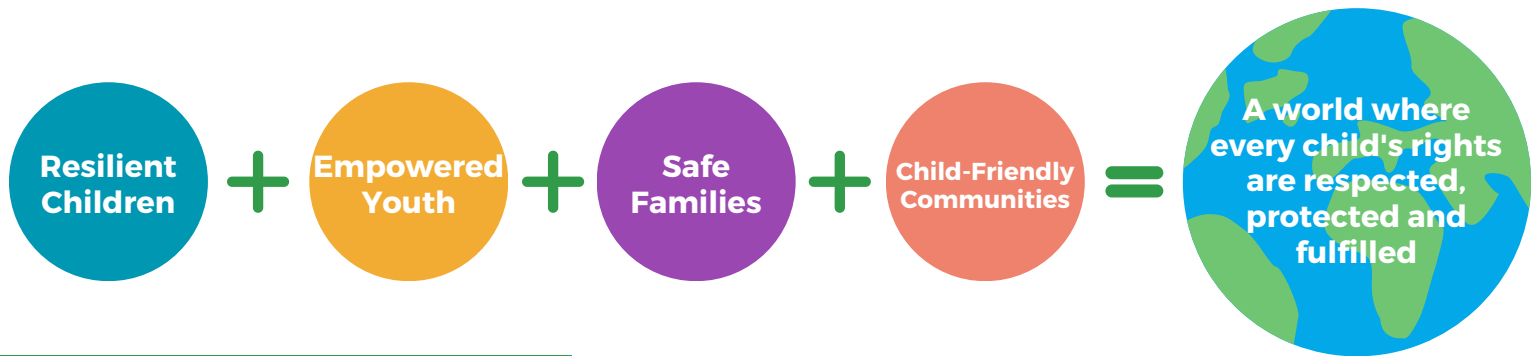 Resilient
Children
+
Empowered
Youth
+
Safe
Families
+
Child-Friendly
Communities
=
A world where
every child's rights
are respected,
protected and
fulfilled